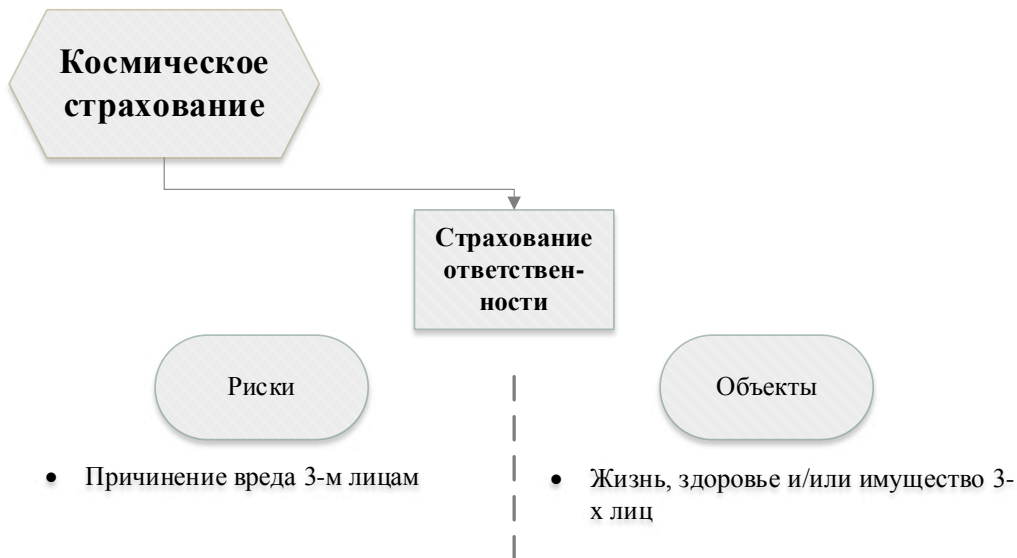 Космическое
страхование
Страхование
ответствен-
ности
Риски
Объекты
• Причинение вреда 3-м лицам
• Жизнь, здоровье и/или имущество 3-
х лиц